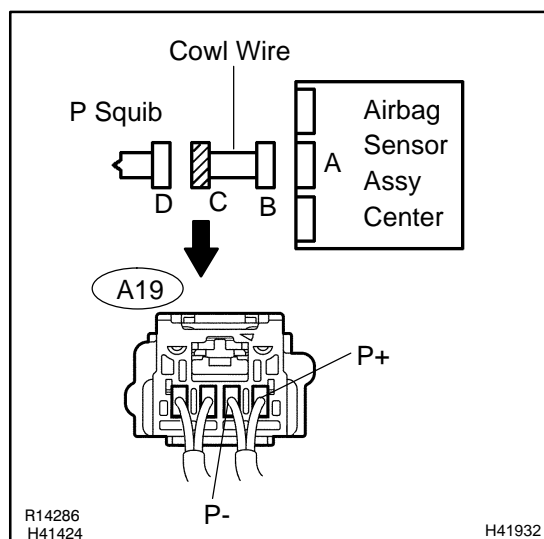 Cowl Wire
P Squib
Airbag
Sensor
Assy
Center
A
D
C
B
A19
P+
P-
R14286
H41424
H41932